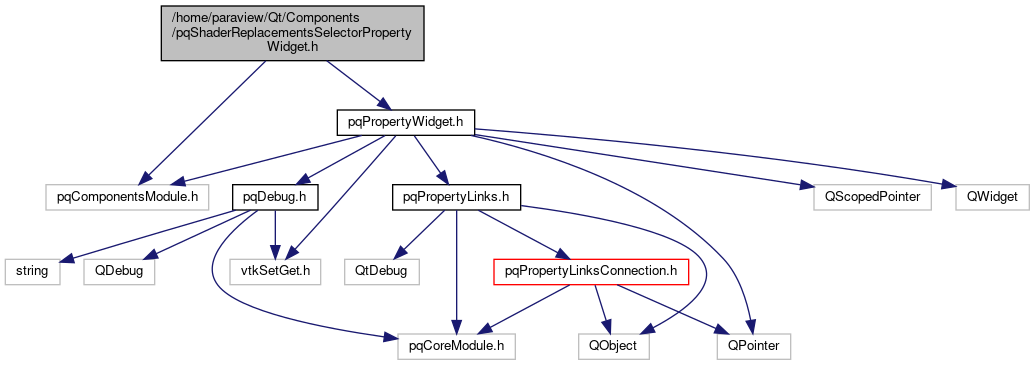 /home/paraview/Qt/Components
/pqShaderReplacementsSelectorProperty
Widget.h
pqPropertyWidget.h
pqComponentsModule.h
pqDebug.h
pqPropertyLinks.h
QScopedPointer
QWidget
string
QDebug
vtkSetGet.h
QtDebug
pqPropertyLinksConnection.h
pqCoreModule.h
QObject
QPointer